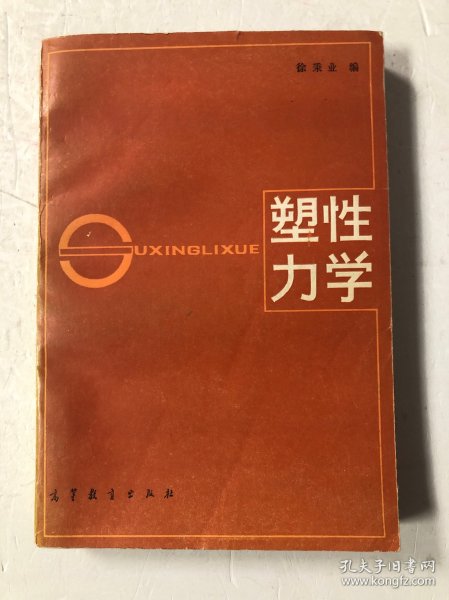 徐秉业 编
SUXINGLIXUE
塑性
力学
高等教育出版社
孔夫子旧书网
www.kongfz.com